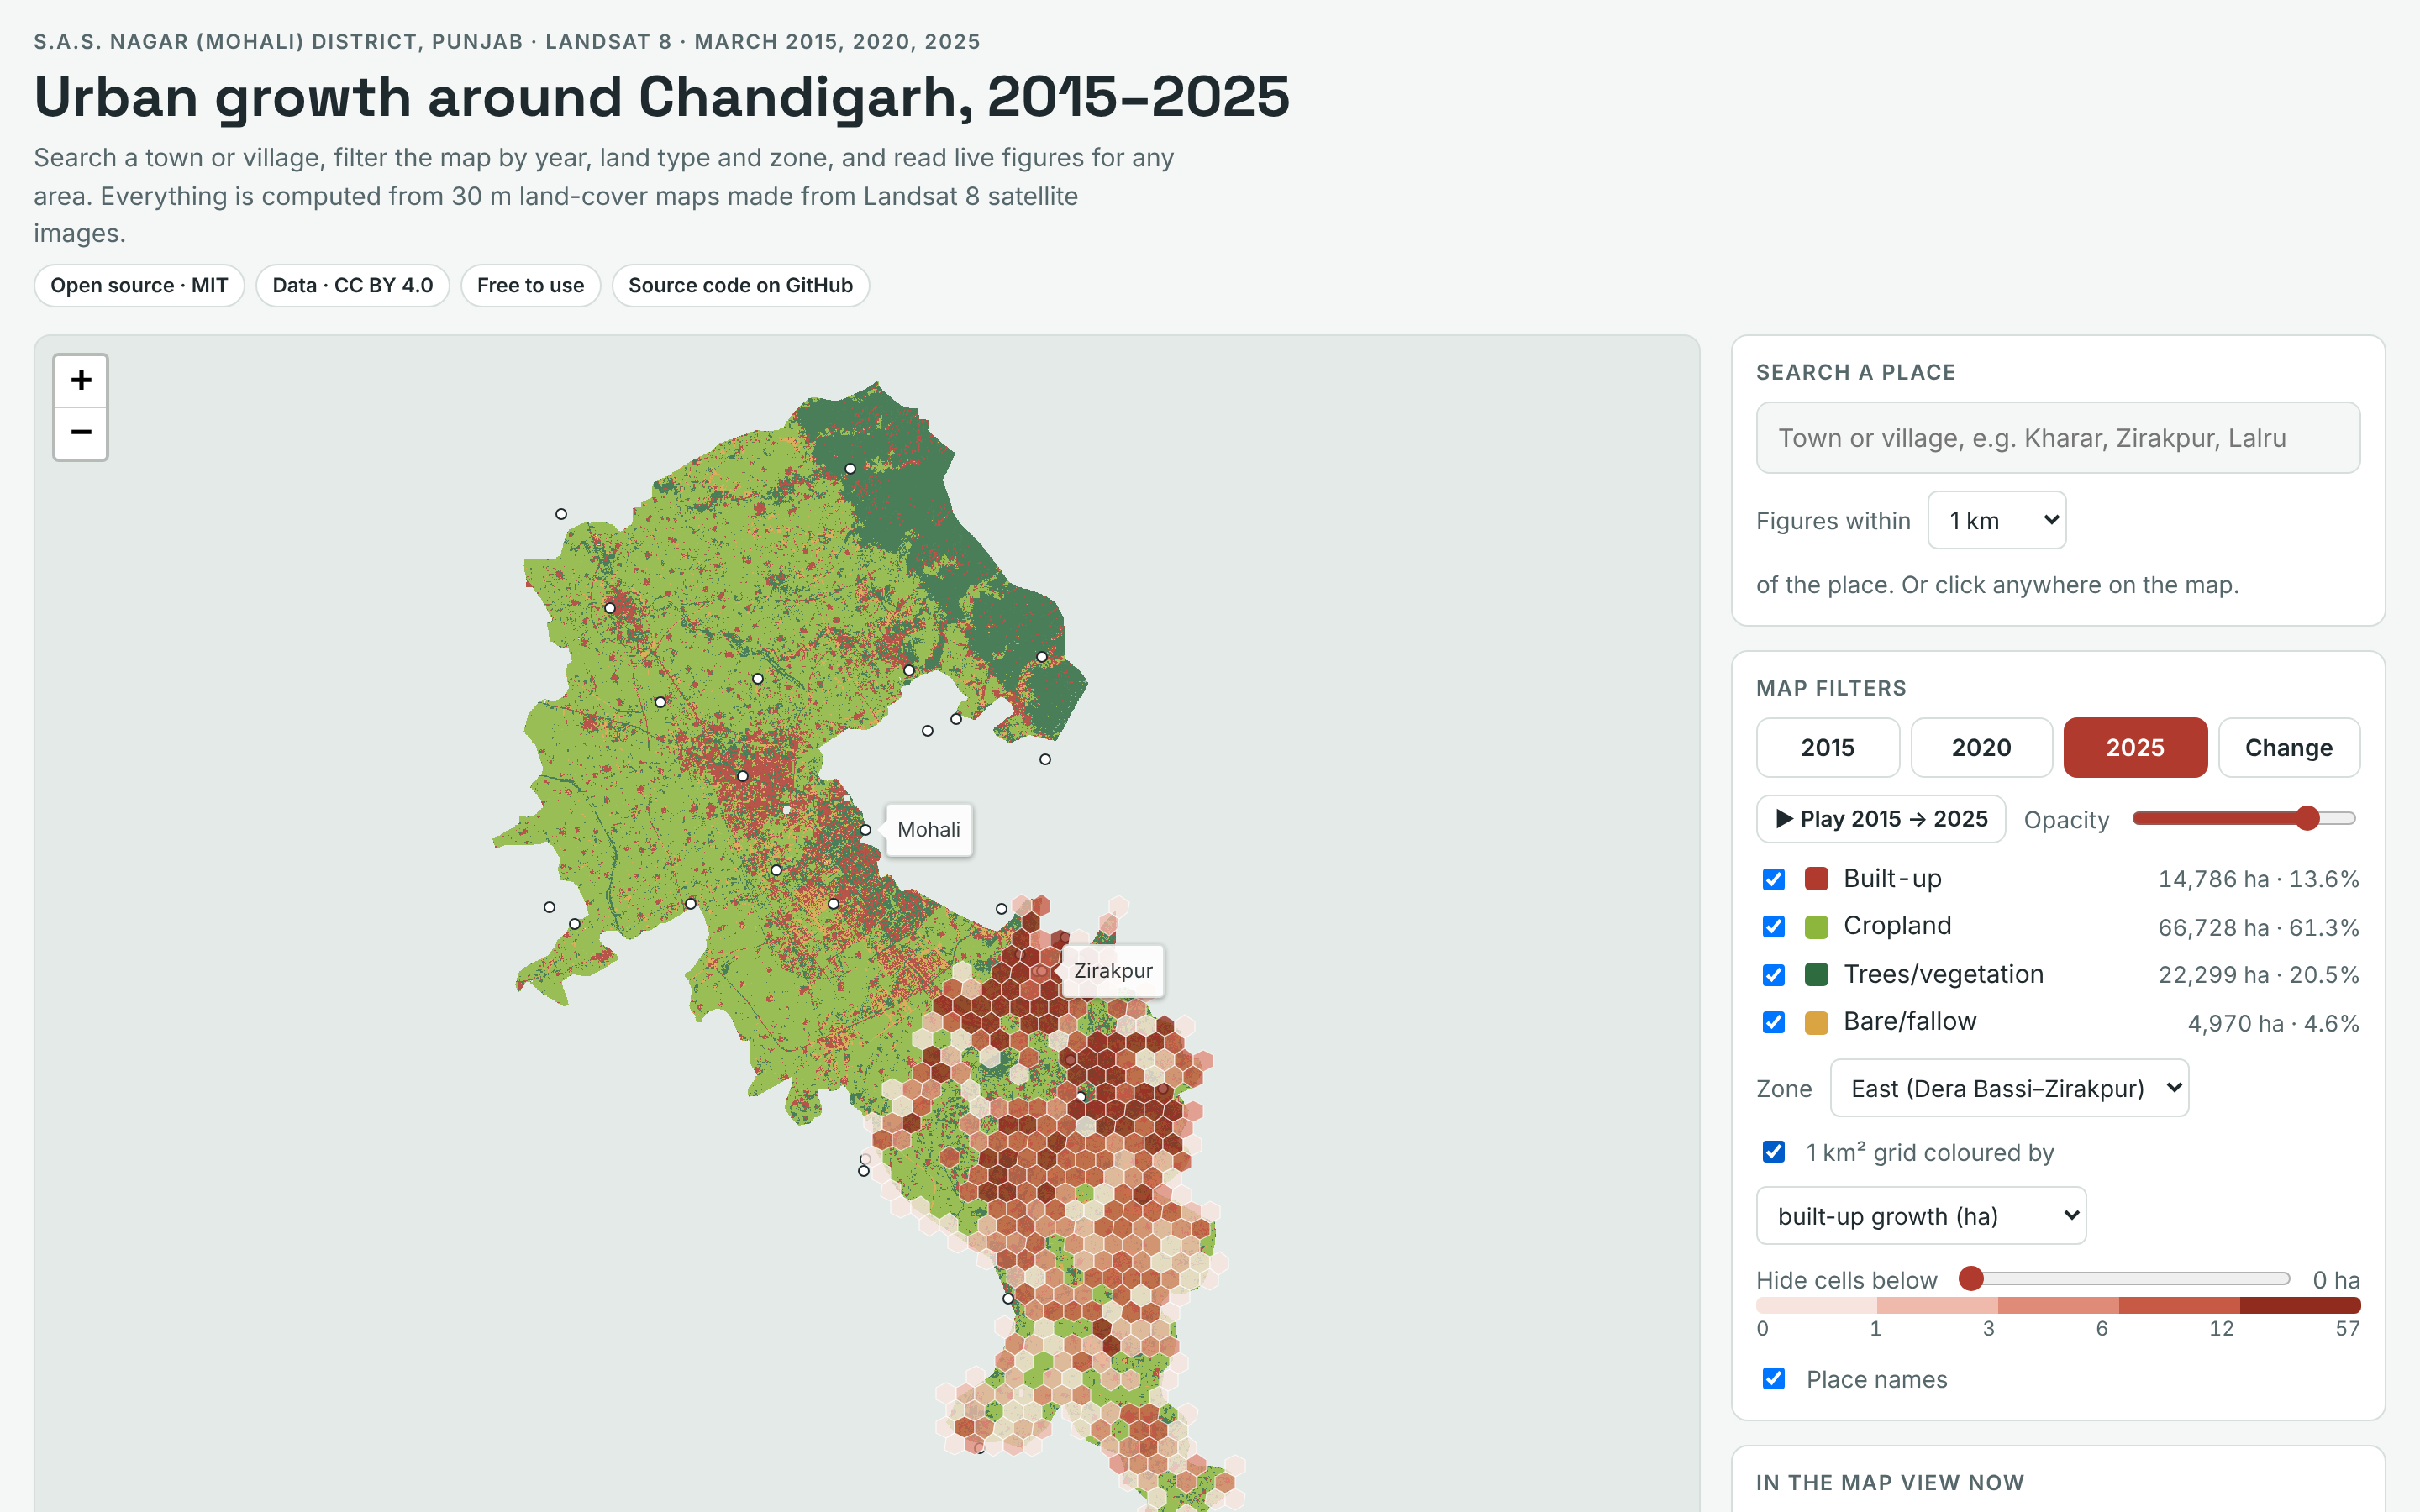 S.A.S. NAGAR (MOHALI) DISTRICT, PUNJAB · LANDSAT 8 · MARCH 2015, 2020, 2025
Urban growth around Chandigarh, 2015–2025
Search a town or village, filter the map by year, land type and zone, and read live figures for any
area. Everything is computed from 30 m land-cover maps made from Landsat 8 satellite
images.
Open source · MIT
Data · CC BY 4.0
Free to use
Source code on GitHub
+
−
Mohali
Zirakpur
SEARCH A PLACE
Town or village, e.g. Kharar, Zirakpur, Lalru
Figures within 1 km
of the place. Or click anywhere on the map.
MAP FILTERS
2015 2020 2025 Change
▶ Play 2015 → 2025 Opacity
Built-up 14,786 ha · 13.6%
Cropland 66,728 ha · 61.3%
Trees/vegetation 22,299 ha · 20.5%
Bare/fallow 4,970 ha · 4.6%
Zone East (Dera Bassi–Zirakpur)
1 km² grid coloured by
built-up growth (ha)
Hide cells below 0 ha
0 1 3 6 12 57
Place names
IN THE MAP VIEW NOW